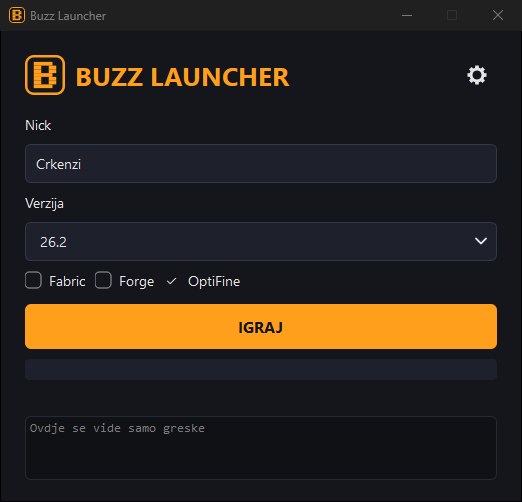 Buzz Launcher
BUZZ LAUNCHER
Nick
Crkenzi
Verzija
26.2
Fabric Forge OptiFine
IGRAJ
Ovdje se vide samo greske